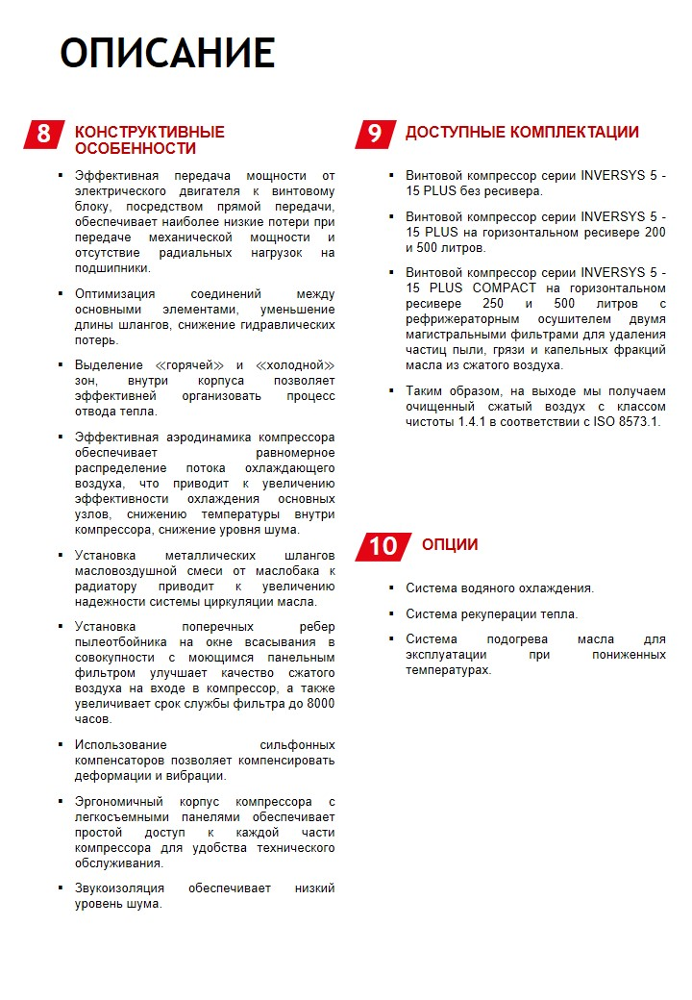 ОПИСАНИЕ
8
КОНСТРУКТИВНЫЕ
ОСОБЕННОСТИ
▪ Эффективная передача мощности от
электрического двигателя к винтовому
блоку, посредством прямой передачи,
обеспечивает наиболее низкие потери при
передаче механической мощности и
отсутствие радиальных нагрузок на
подшипники.
▪ Оптимизация соединений между
основными элементами, уменьшение
длины шлангов, снижение гидравлических
потерь.
▪ Выделение «горячей» и «холодной»
зон, внутри корпуса позволяет
эффективней организовать процесс
отвода тепла.
▪ Эффективная аэродинамика компрессора
обеспечивает равномерное
распределение потока охлаждающего
воздуха, что приводит к увеличению
эффективности охлаждения основных
узлов, снижению температуры внутри
компрессора, снижение уровня шума.
▪ Установка металлических шлангов
масловоздушной смеси от маслобака к
радиатору приводит к увеличению
надежности системы циркуляции масла.
▪ Установка поперечных ребер
пылеотбойника на окне всасывания в
совокупности с моющимся панельным
фильтром улучшает качество сжатого
воздуха на входе в компрессор, а также
увеличивает срок службы фильтра до 8000
часов.
▪ Использование сильфонных
компенсаторов позволяет компенсировать
деформации и вибрации.
▪ Эргономичный корпус компрессора с
легкосъемными панелями обеспечивает
простой доступ к каждой части
компрессора для удобства технического
обслуживания.
▪ Звукоизоляция обеспечивает низкий
уровень шума.
9
ДОСТУПНЫЕ КОМПЛЕКТАЦИИ
▪ Винтовой компрессор серии INVERSYS 5 -
15 PLUS без ресивера.
▪ Винтовой компрессор серии INVERSYS 5 -
15 PLUS на горизонтальном ресивере 200
и 500 литров.
▪ Винтовой компрессор серии INVERSYS 5 -
15 PLUS COMPACT на горизонтальном
ресивере 250 и 500 литров с
рефрижераторным осушителем двумя
магистральными фильтрами для удаления
частиц пыли, грязи и капельных фракций
масла из сжатого воздуха.
▪ Таким образом, на выходе мы получаем
очищенный сжатый воздух с классом
чистоты 1.4.1 в соответствии с ISO 8573.1.
10
ОПЦИИ
▪ Система водяного охлаждения.
▪ Система рекуперации тепла.
▪ Система подогрева масла для
эксплуатации при пониженных
температурах.